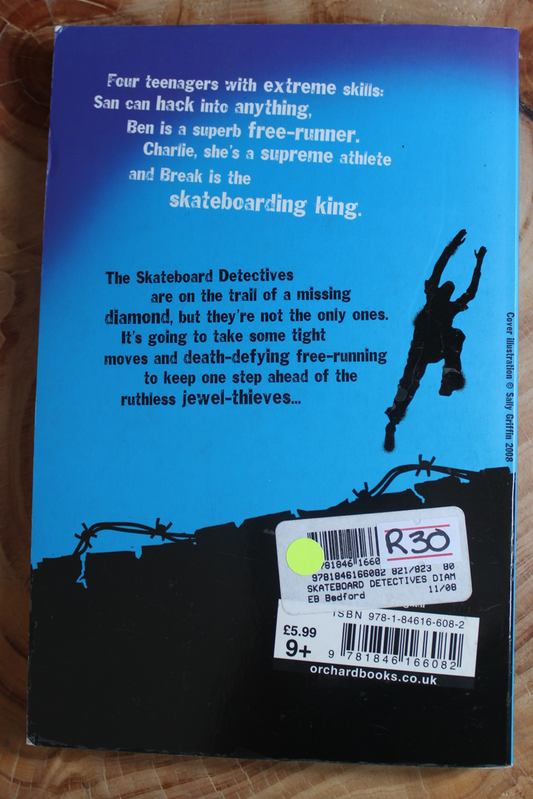 Four teenagers with extreme skills:
San can hack into anything,
Ben is a superb free-runner.
Charlie, she's a supreme athlete
and Break is the
skateboarding king.
The Skateboard Detectives
are on the trail of a missing
diamond, but they're not the only ones.
It's going to take some tight
moves and death-defying free-running
to keep one step ahead of the
ruthless jewel-thieves...
Cover illustration © Sally Griffin 2008
R30
9781846166082 821/823 80
SKATEBOARD DETECTIVES DIAM
EB Bedford 11/08
ISBN 978-1-84616-608-2
£5.99
9+
9 781846 166082
orchardbooks.co.uk